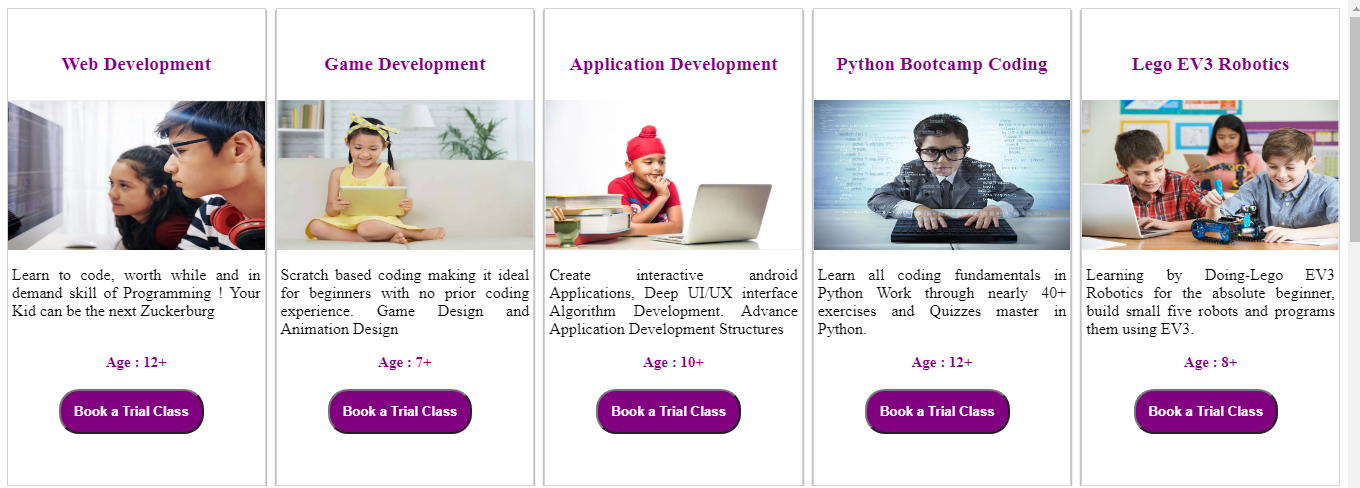 Web Development
Learn to code, worth while and in
demand skill of Programming ! Your
Kid can be the next Zuckerburg
Age : 12+
Book a Trial Class
Game Development
Scratch based coding making it ideal
for beginners with no prior coding
experience. Game Design and
Animation Design
Age : 7+
Book a Trial Class
Application Development
Create interactive android
Applications, Deep UI/UX interface
Algorithm Development. Advance
Application Development Structures
Age : 10+
Book a Trial Class
Python Bootcamp Coding
Learn all coding fundamentals in
Python Work through nearly 40+
exercises and Quizzes master in
Python.
Age : 12+
Book a Trial Class
Lego EV3 Robotics
Learning by Doing-Lego EV3
Robotics for the absolute beginner,
build small five robots and programs
them using EV3.
Age : 8+
Book a Trial Class